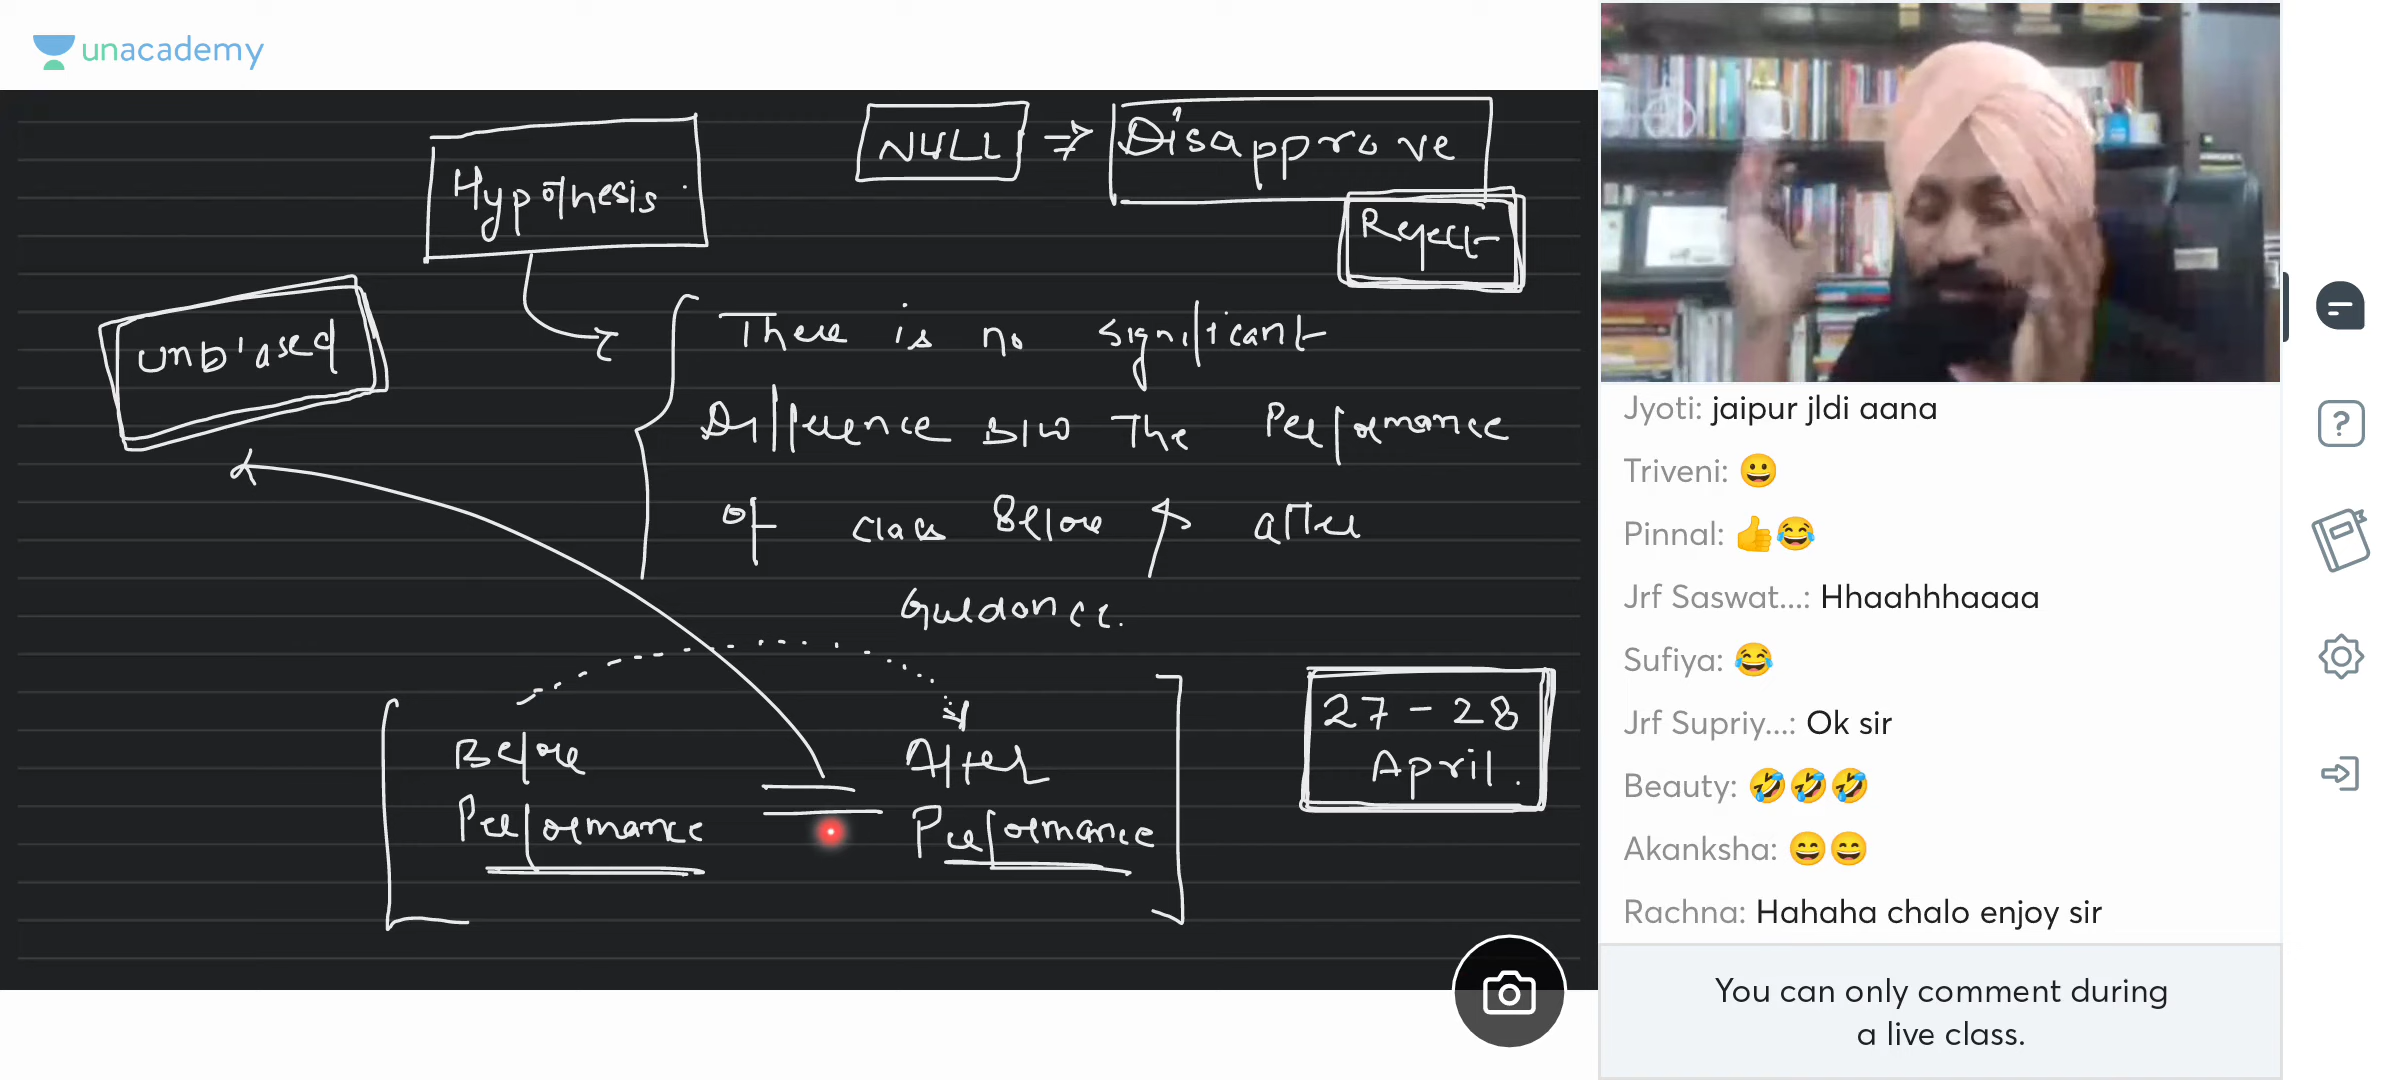 unacademy
NULL ⇒ Disapprove
Hypothesis
Reject
unbiased
There is no significant
Difference B/w The Performance
of class Before & after
Guidance.
27 - 28
April.
Before
Performance
=
After
Performance
Jyoti: jaipur jldi aana
Triveni: 😀
Pinnal: 👍😂
Jrf Saswat...: Hhaahhhaaaa
Sufiya: 😂
Jrf Supriy...: Ok sir
Beauty: 🤣🤣🤣
Akanksha: 😄😄
Rachna: Hahaha chalo enjoy sir
You can only comment during
a live class.
?